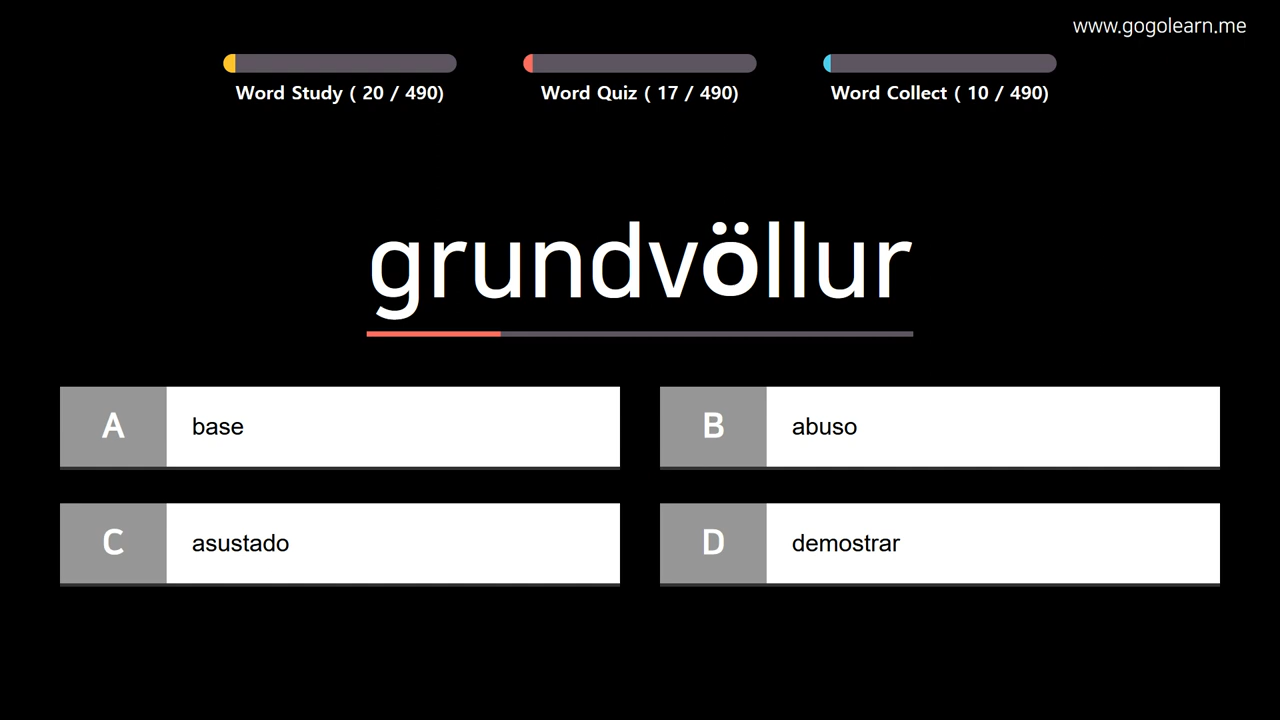 www.gogolearn.me
Word Study ( 20 / 490)
Word Quiz ( 17 / 490)
Word Collect ( 10 / 490)
grundvöllur
A base
B abuso
C asustado
D demostrar